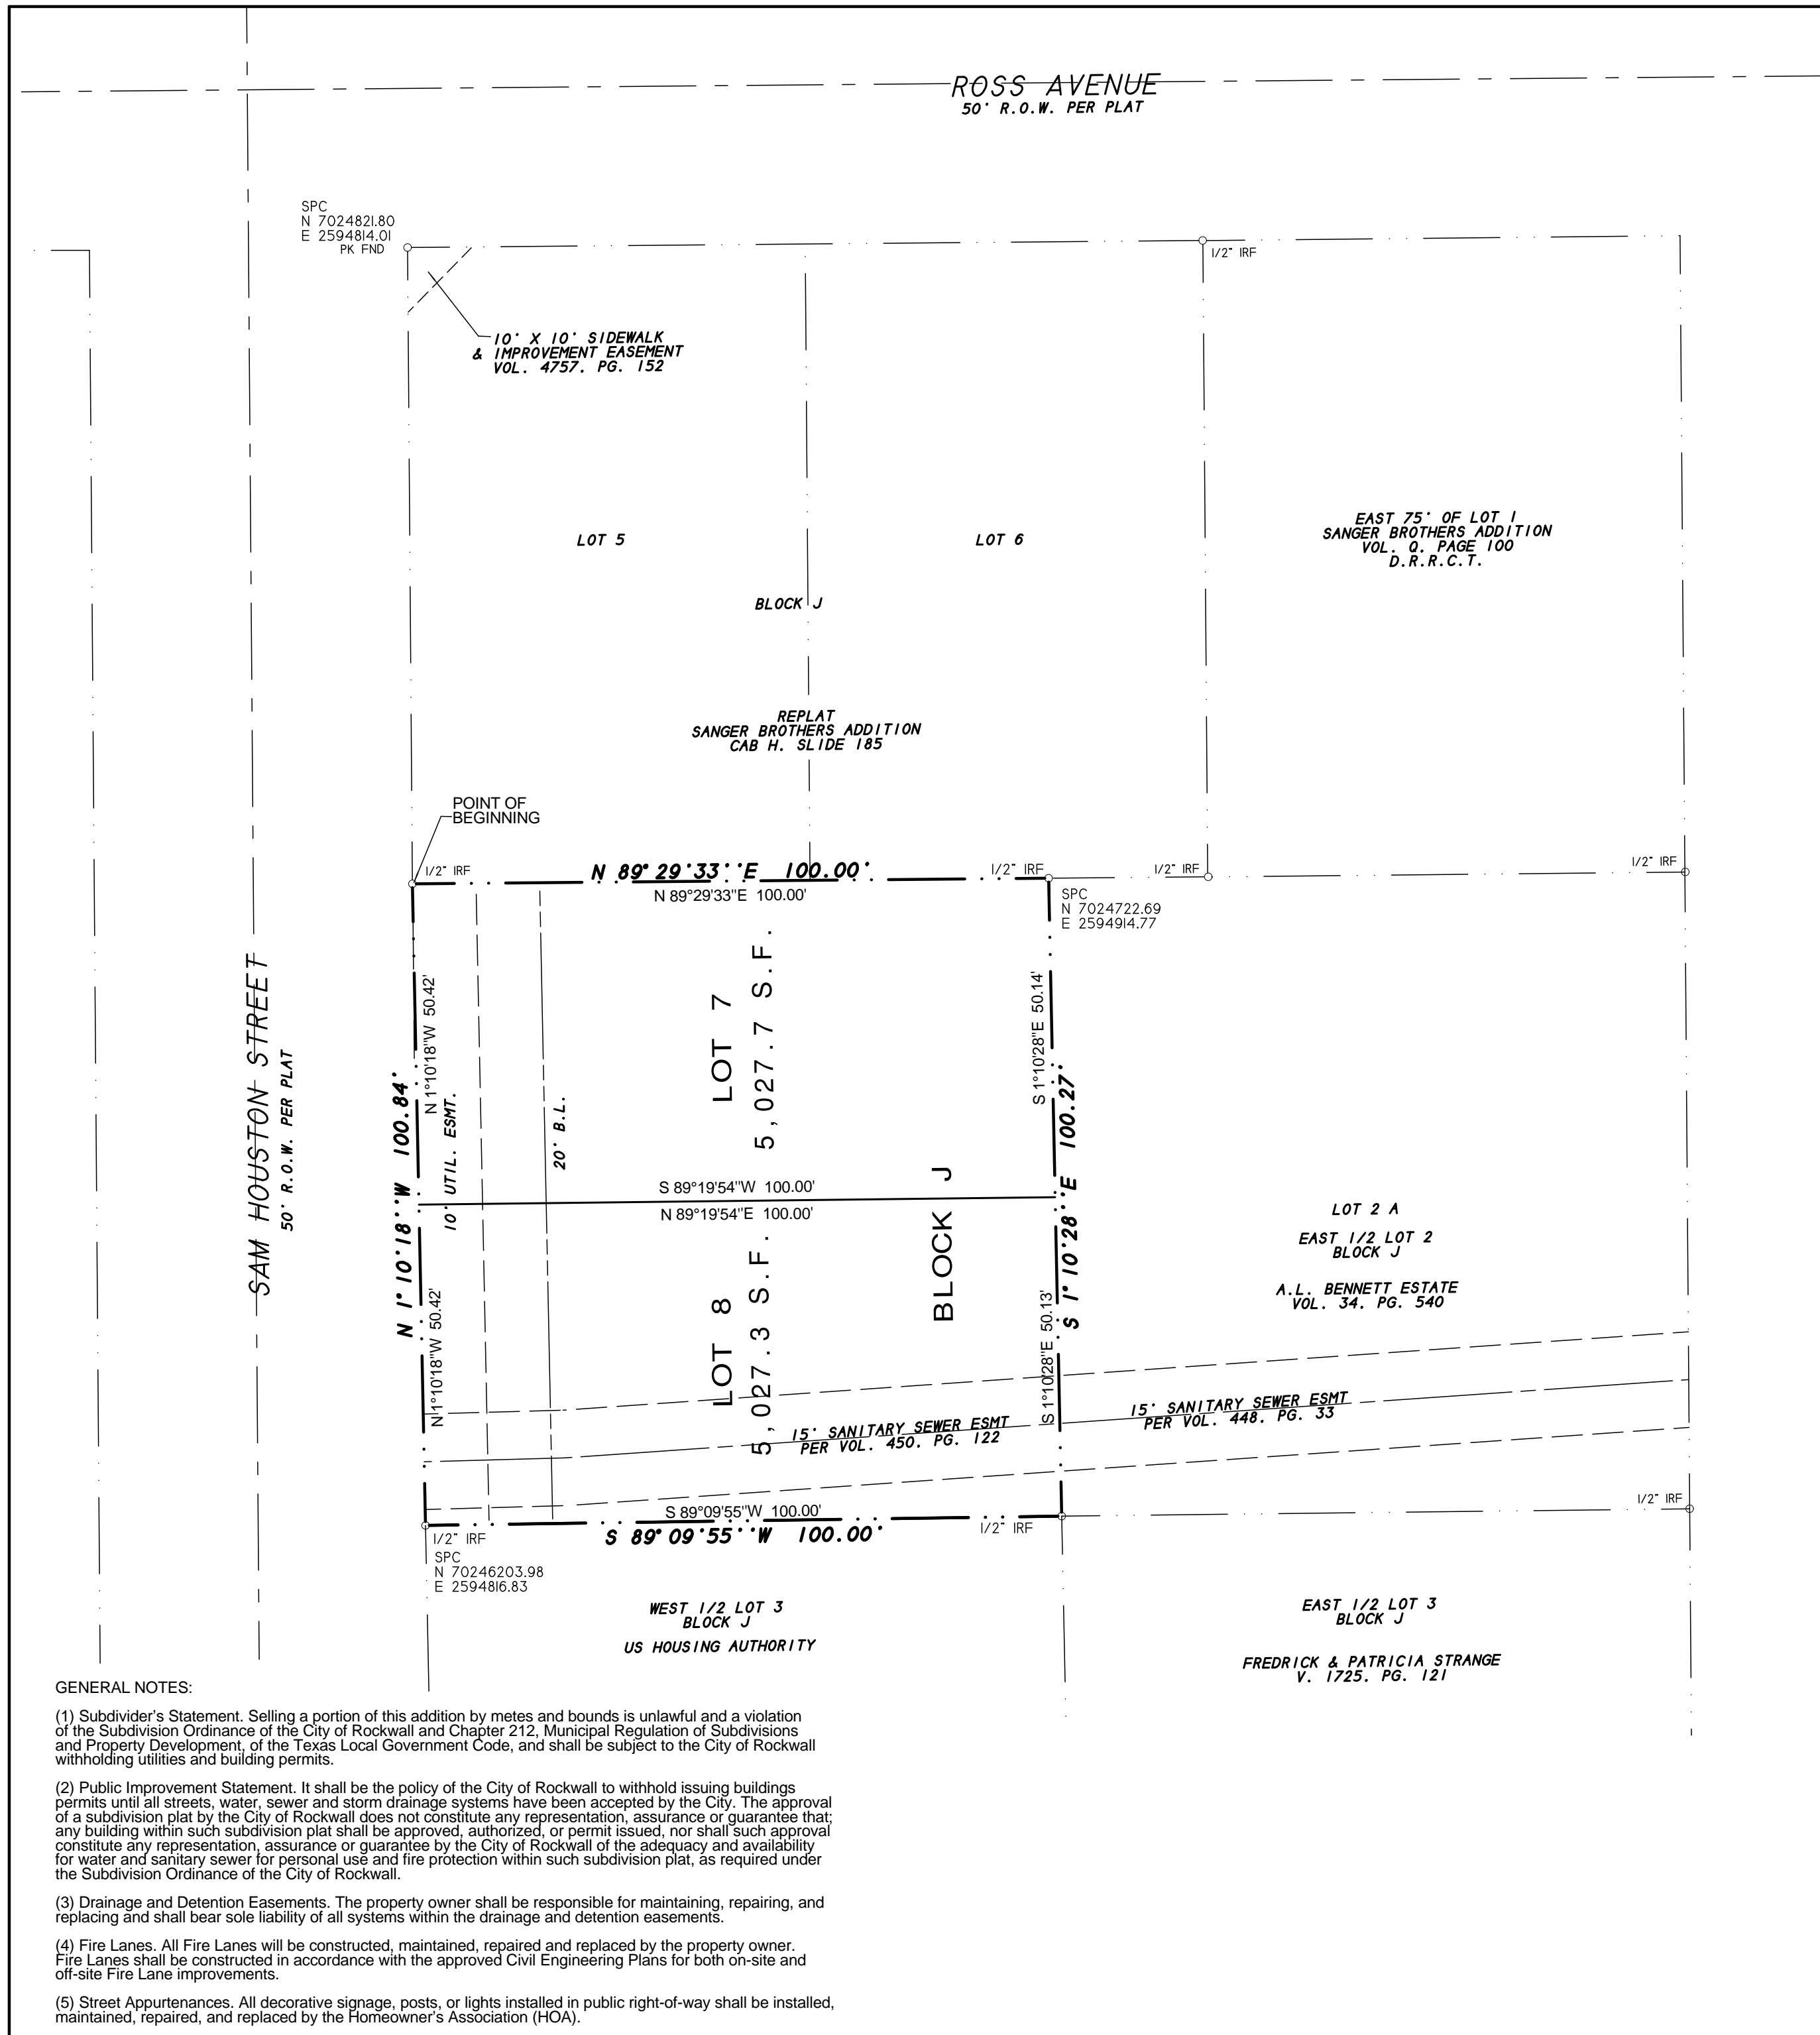 ROSS AVENUE
50' R.O.W. PER PLAT
SPC
N 7024821.80
E 2594814.01
PK FND
1/2" IRF
10' X 10' SIDEWALK
& IMPROVEMENT EASEMENT
VOL. 4757. PG. 152
LOT 5
LOT 6
EAST 75' OF LOT 1
SANGER BROTHERS ADDITION
VOL. Q. PAGE 100
D.R.R.C.T.
BLOCK J
REPLAT
SANGER BROTHERS ADDITION
CAB H. SLIDE 185
POINT OF
BEGINNING
1/2" IRF
N 89°29'33''E 100.00'
1/2" IRF
1/2" IRF
1/2" IRF
N 89°29'33"E 100.00'
SPC
N 7024722.69
E 2594914.77
SAM HOUSTON STREET
50' R.O.W. PER PLAT
N 1°10'18''W 100.84'
N 1°10'18"W 50.42'
10' UTIL. ESMT.
20' B.L.
LOT 7
5,027.7 S.F.
S 1°10'28"E 50.14'
S 1°10'28''E 100.27'
S 89°19'54"W 100.00'
N 89°19'54"E 100.00'
BLOCK J
LOT 8
5,027.3 S.F.
N 1°10'18"W 50.42'
S 1°10'28"E 50.13'
LOT 2 A
EAST 1/2 LOT 2
BLOCK J
A.L. BENNETT ESTATE
VOL. 34. PG. 540
15' SANITARY SEWER ESMT
PER VOL. 450. PG. 122
15' SANITARY SEWER ESMT
PER VOL. 448. PG. 33
S 89°09'55"W 100.00'
1/2" IRF
S 89°09'55''W 100.00'
1/2" IRF
1/2" IRF
SPC
N 70246203.98
E 2594816.83
WEST 1/2 LOT 3
BLOCK J
US HOUSING AUTHORITY
EAST 1/2 LOT 3
BLOCK J
FREDRICK & PATRICIA STRANGE
V. 1725. PG. 121
GENERAL NOTES:
(1) Subdivider's Statement. Selling a portion of this addition by metes and bounds is unlawful and a violation
of the Subdivision Ordinance of the City of Rockwall and Chapter 212, Municipal Regulation of Subdivisions
and Property Development, of the Texas Local Government Code, and shall be subject to the City of Rockwall
withholding utilities and building permits.
(2) Public Improvement Statement. It shall be the policy of the City of Rockwall to withhold issuing buildings
permits until all streets, water, sewer and storm drainage systems have been accepted by the City. The approval
of a subdivision plat by the City of Rockwall does not constitute any representation, assurance or guarantee that;
any building within such subdivision plat shall be approved, authorized, or permit issued, nor shall such approval
constitute any representation, assurance or guarantee by the City of Rockwall of the adequacy and availability
for water and sanitary sewer for personal use and fire protection within such subdivision plat, as required under
the Subdivision Ordinance of the City of Rockwall.
(3) Drainage and Detention Easements. The property owner shall be responsible for maintaining, repairing, and
replacing and shall bear sole liability of all systems within the drainage and detention easements.
(4) Fire Lanes. All Fire Lanes will be constructed, maintained, repaired and replaced by the property owner.
Fire Lanes shall be constructed in accordance with the approved Civil Engineering Plans for both on-site and
off-site Fire Lane improvements.
(5) Street Appurtenances. All decorative signage, posts, or lights installed in public right-of-way shall be installed,
maintained, repaired, and replaced by the Homeowner's Association (HOA).